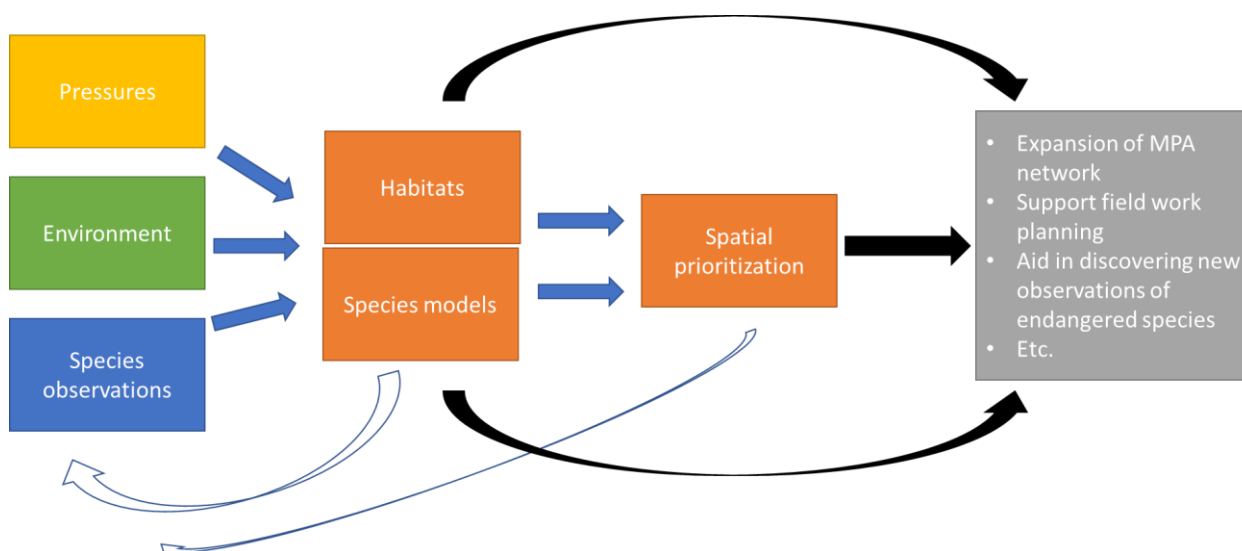 Pressures
Environment
Species
observations
Habitats
Species models
Spatial
prioritization
• Expansion of MPA
network
• Support field work
planning
• Aid in discovering new
observations of
endangered species
• Etc.